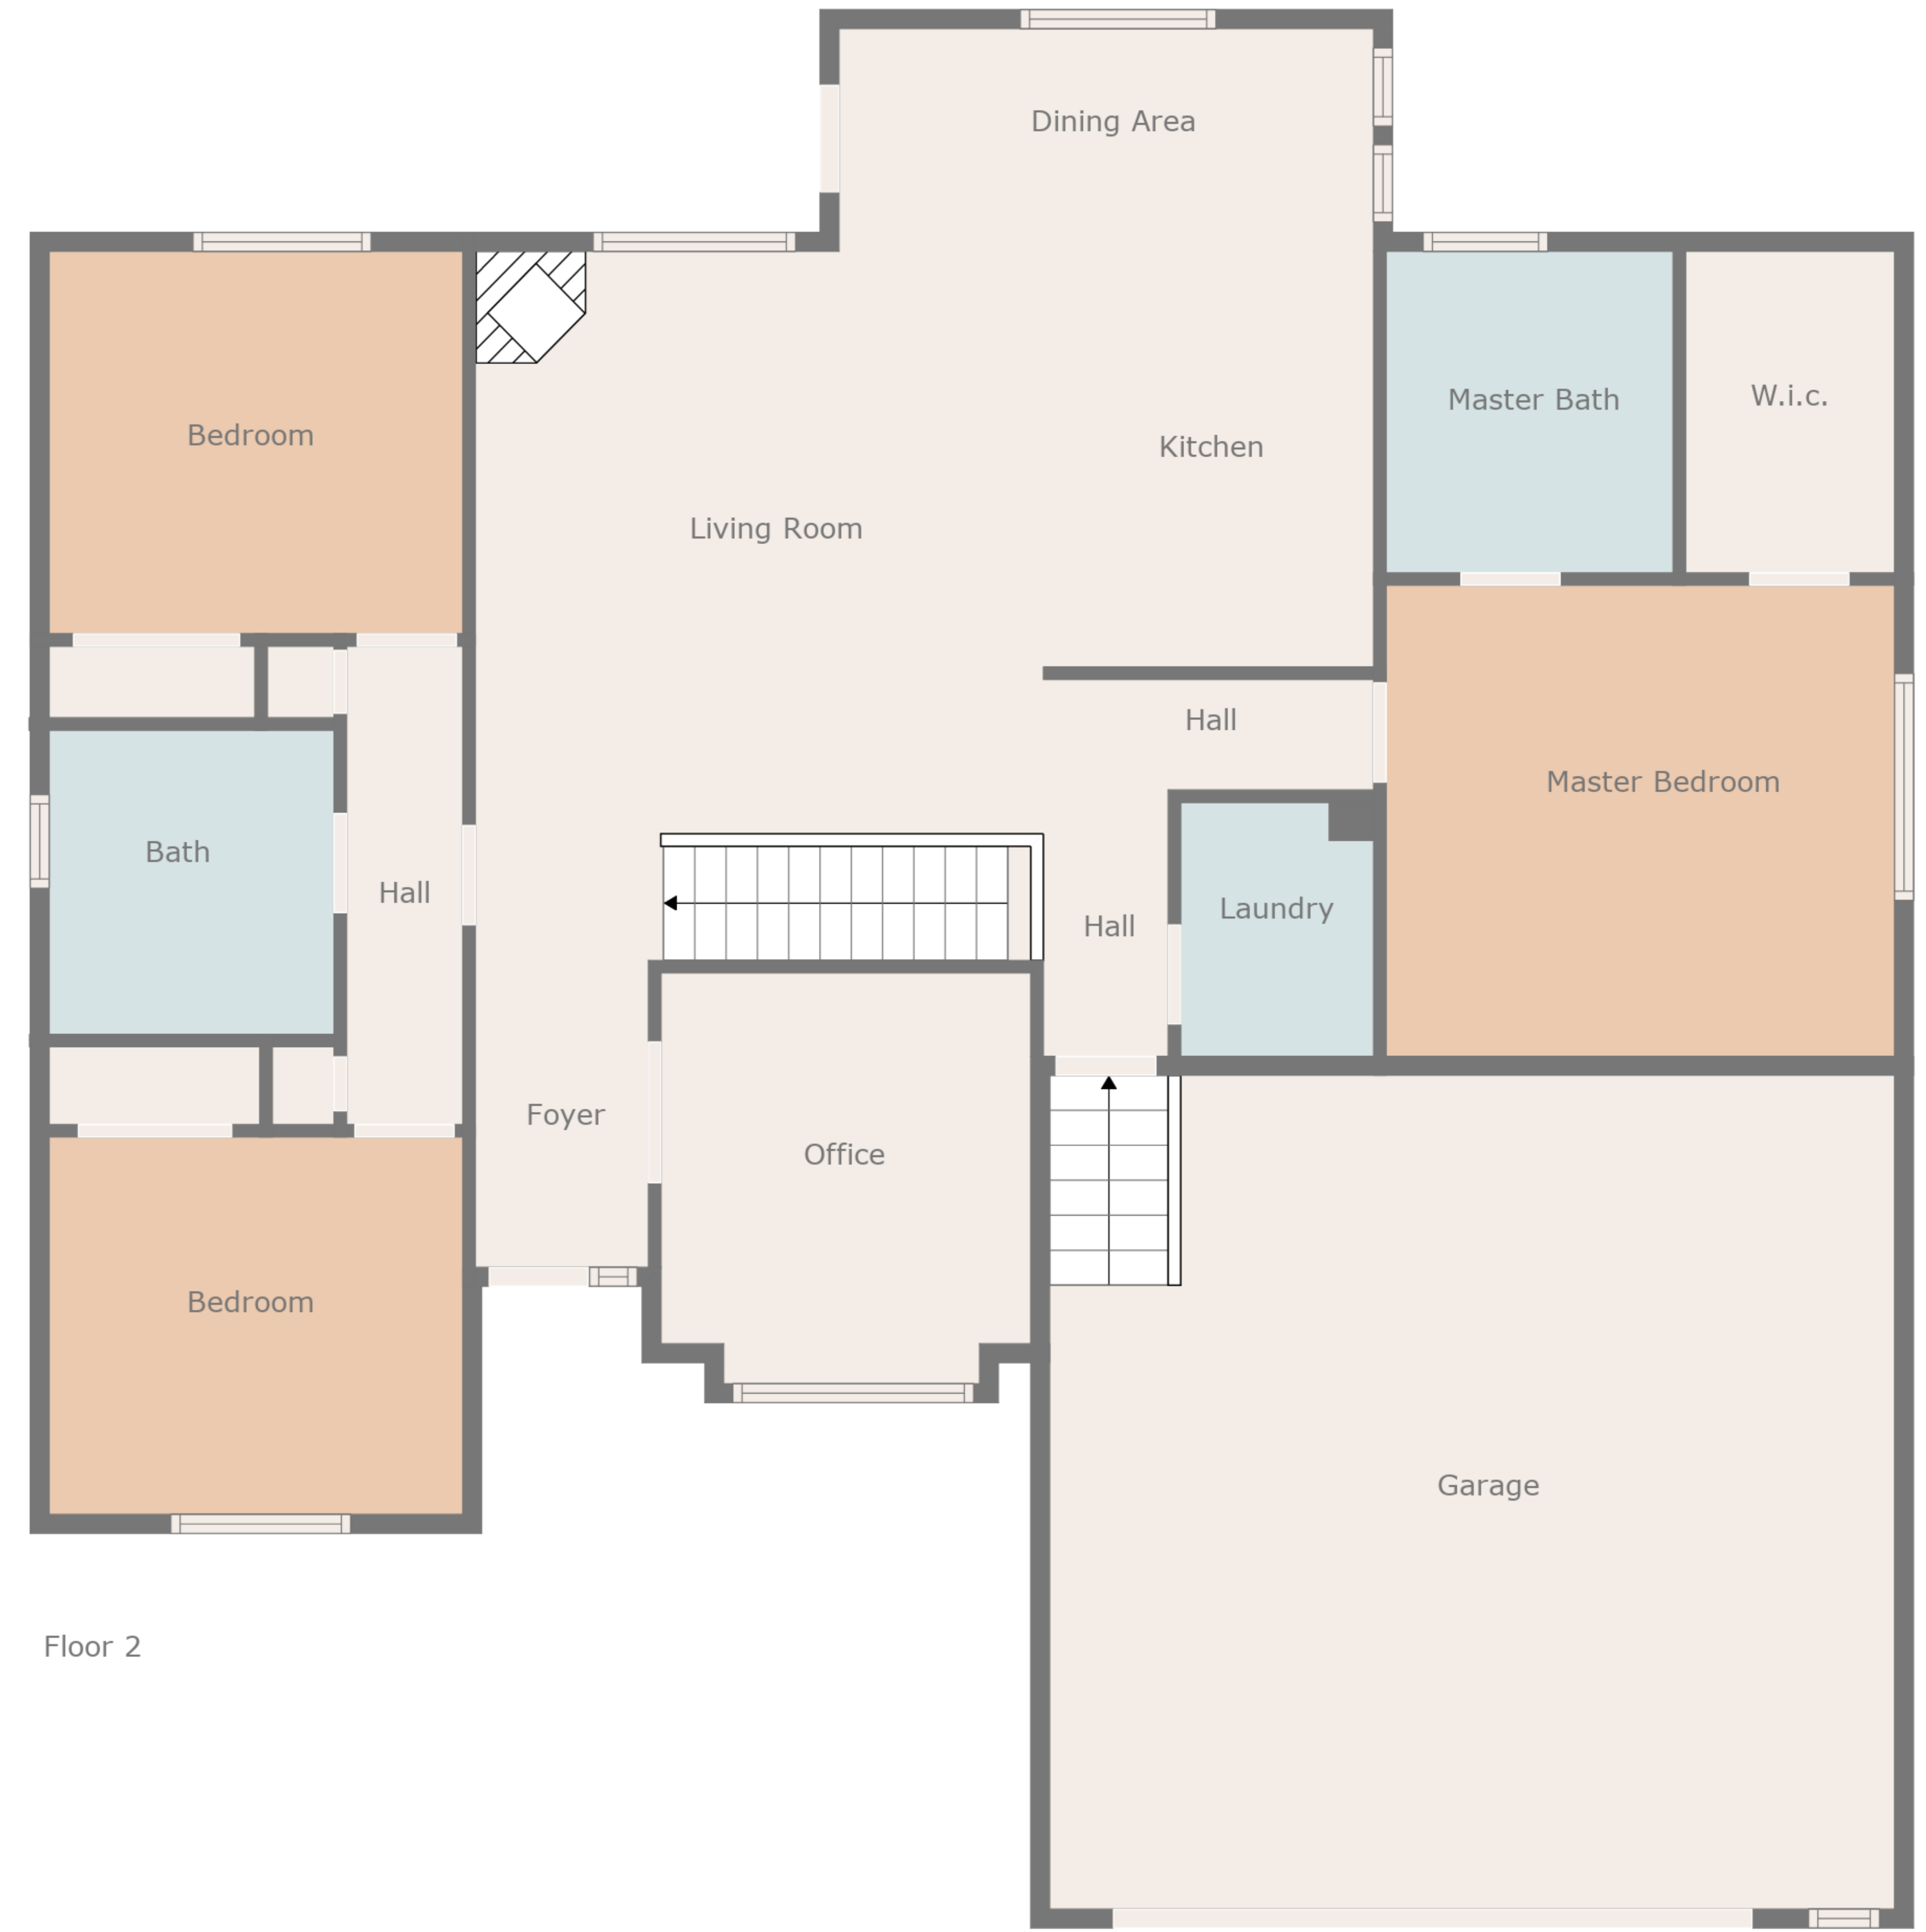 Dining Area
Master Bath
W.i.c.
Bedroom
Kitchen
Living Room
Hall
Master Bedroom
Bath
Hall
Laundry
Hall
Foyer
Office
Bedroom
Garage
Floor 2